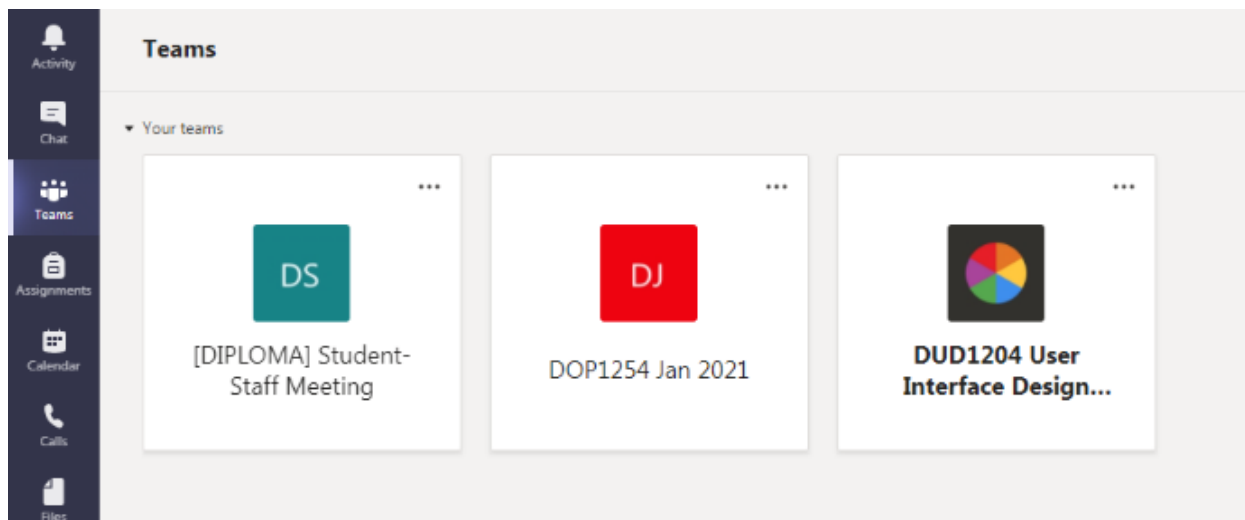 Activity
Chat
Teams
Assignments
Calendar
Calls
Files
Teams
Your teams
...
DS
[DIPLOMA] Student-
Staff Meeting
...
DJ
DOP1254 Jan 2021
...
DUD1204 User
Interface Design...